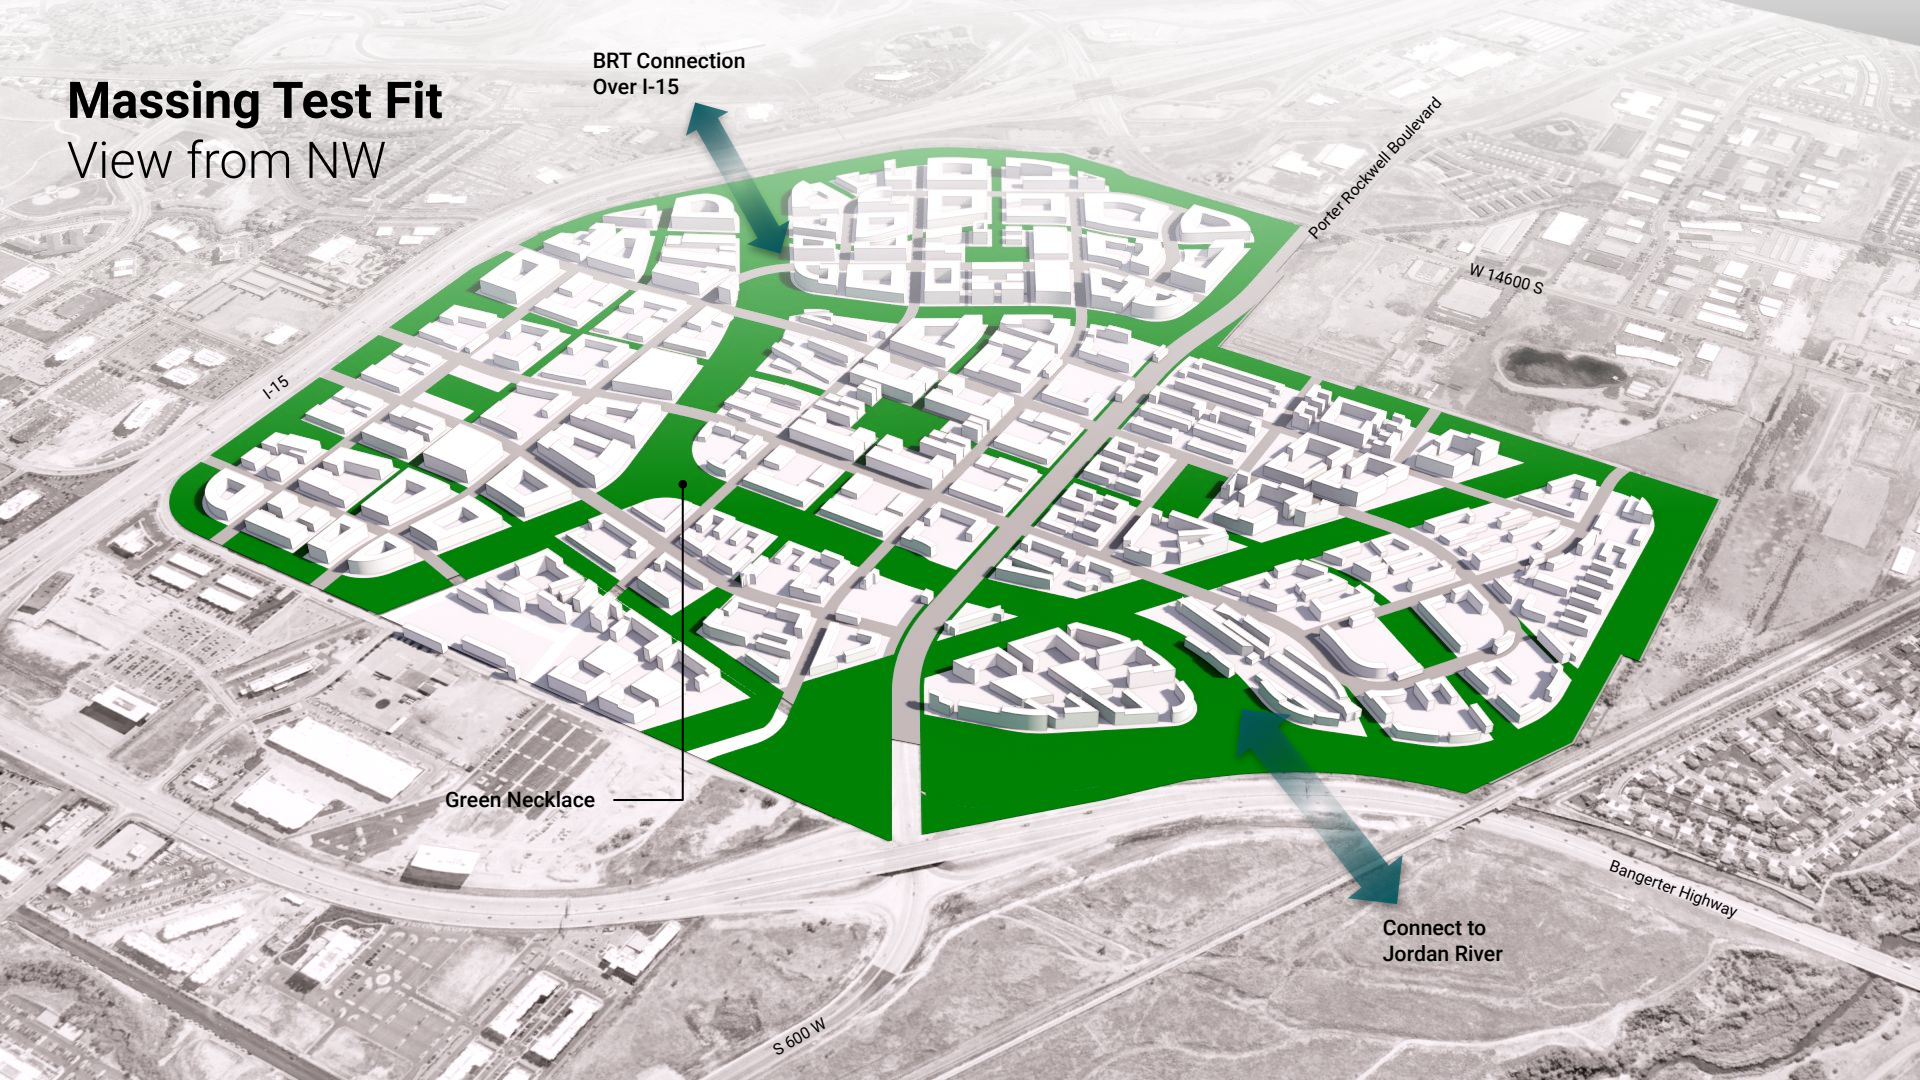 Massing Test Fit
View from NW
BRT Connection
Over I-15
Porter Rockwell Boulevard
W 14600 S
I-15
Green Necklace
Bangerter Highway
Connect to
Jordan River
S 600 W